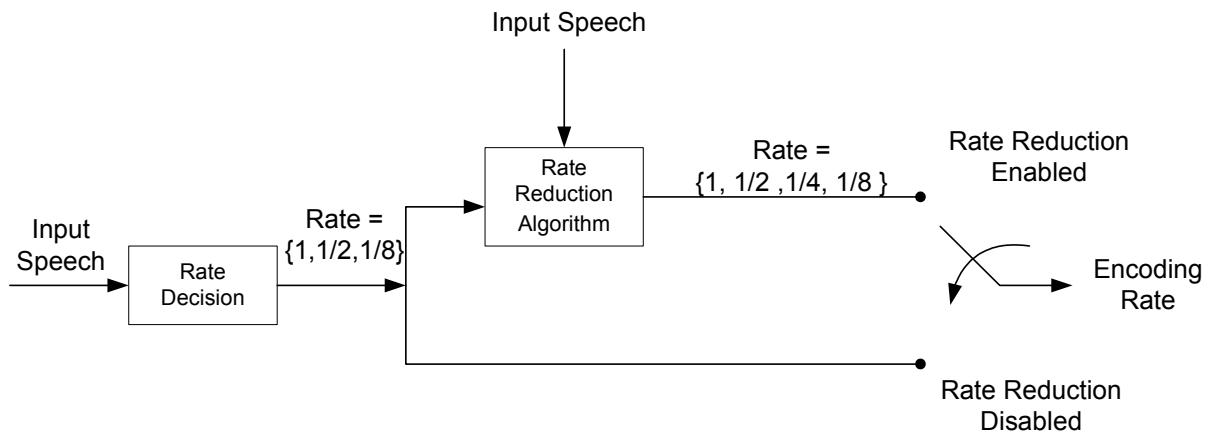 Input Speech
Rate
Reduction
Algorithm
Rate =
{1, 1/2 ,1/4, 1/8 }
Rate Reduction
Enabled
Input
Speech
Rate
Decision
Rate =
{1,1/2,1/8}
Encoding
Rate
Rate Reduction
Disabled